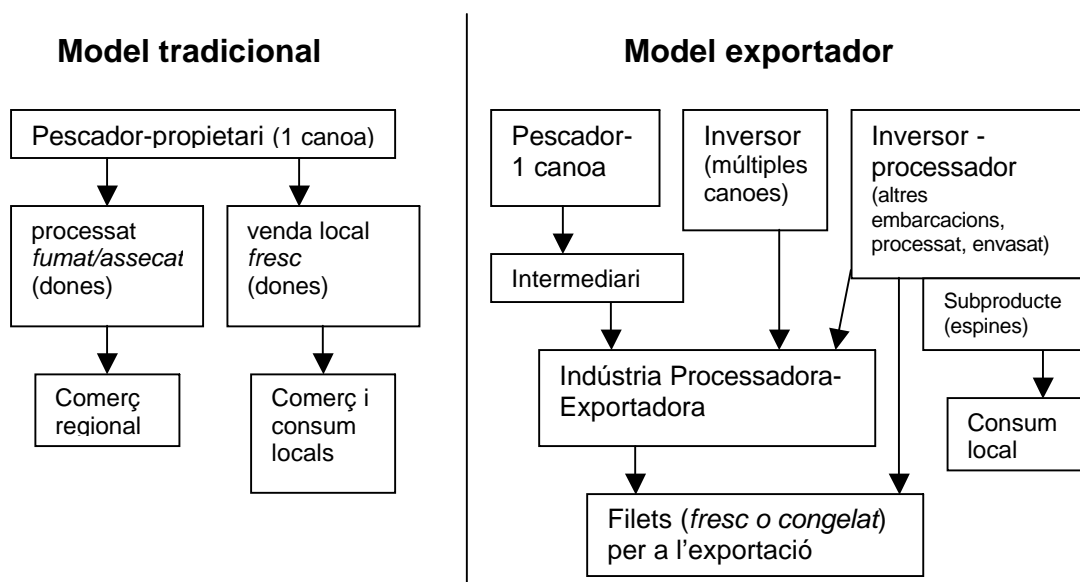 Model tradicional
Pescador-propietari (1 canoa)
processat
fumat/assecat
(dones)
venda local
fresc
(dones)
Comerç
regional
Comerç i
consum
locals
Model exportador
Pescador-
1 canoa
Inversor
(múltiples
canoes)
Inversor -
processador
(altres
embarcacions,
processat, envasat)
Intermediari
Subproducte
(espines)
Indústria Processadora-
Exportadora
Consum
local
Filets (fresc o congelat)
per a l’exportació